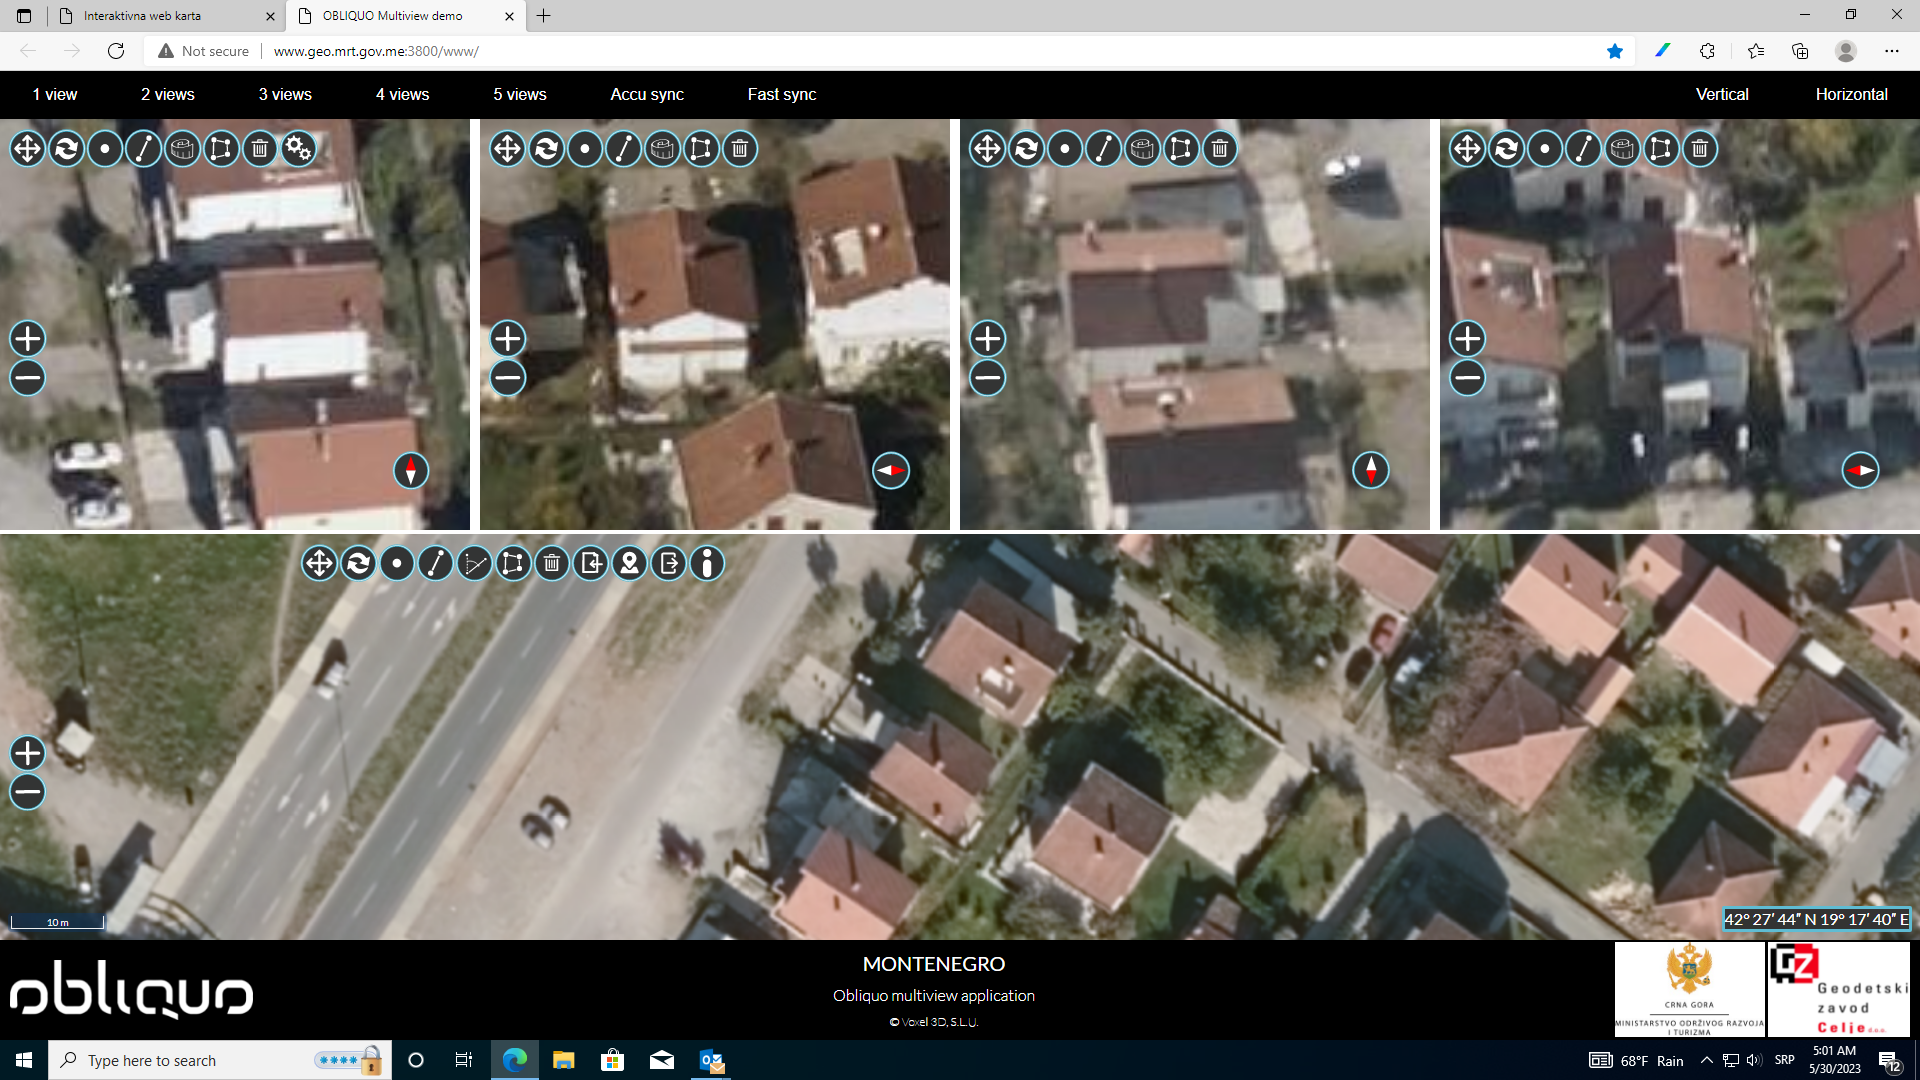 Interaktivna web karta
OBLIQUO Multiview demo
Not secure
www.geo.mrt.gov.me:3800/www/
1 view
2 views
3 views
4 views
5 views
Accu sync
Fast sync
Vertical
Horizontal
10 m
42° 27′ 44″ N 19° 17′ 40″ E
obliquo
MONTENEGRO
Obliquo multiview application
© Voxel 3D, S.L.U.
CRNA GORA
MINISTARSTVO ODRŽIVOG RAZVOJA
I TURIZMA
GZ
Geodetski
zavod
Celje d.o.o.
Type here to search
68°F Rain
SRP
5:01 AM
5/30/2023
12